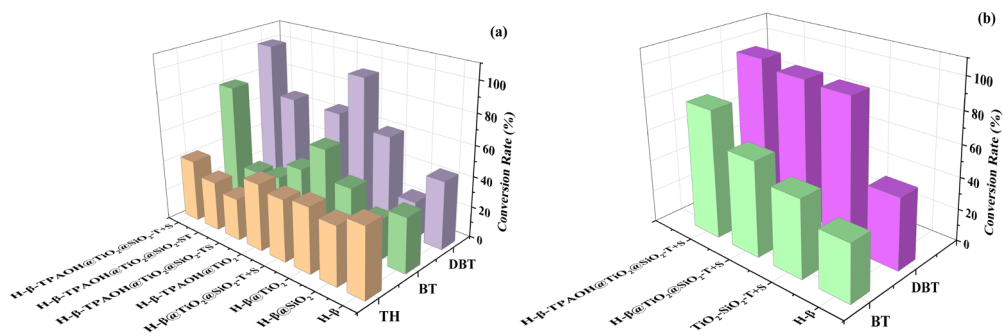 (a)
100
80
60
40
20
0
Conversion Rate (%)
H-β-TPAOH@TiO₂@SiO₂-T+S
H-β-TPAOH@TiO₂@SiO₂-ST
H-β-TPAOH@TiO₂@SiO₂-TS
H-β-TPAOH@TiO₂
H-β@TiO₂@SiO₂-T+S
H-β@TiO₂
H-β@SiO₂
H-β
TH
BT
DBT
(b)
100
80
60
40
20
0
Conversion Rate (%)
H-β-TPAOH@TiO₂@SiO₂-T+S
H-β@TiO₂@SiO₂-T+S
TiO₂-SiO₂-T+S
H-β
BT
DBT